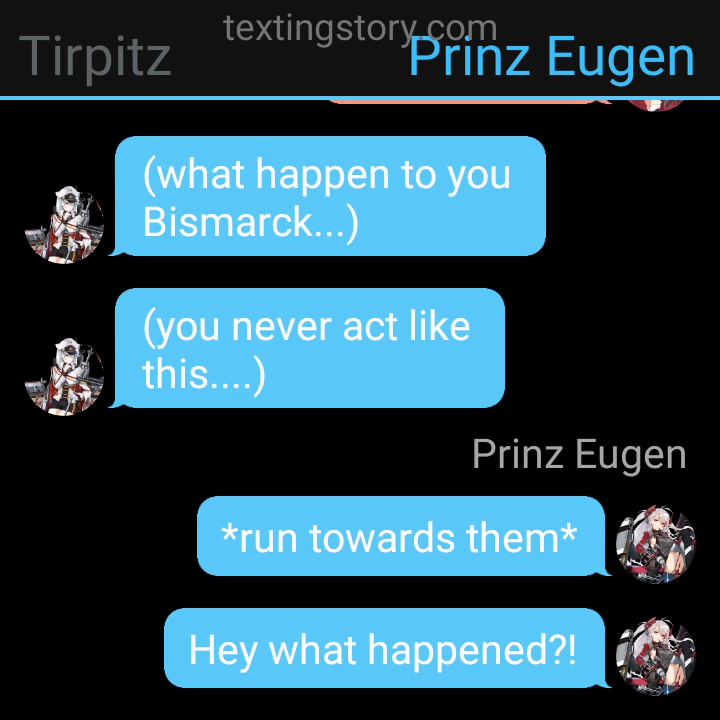 textingstory.com
Tirpitz
Prinz Eugen
(what happen to you
Bismarck...)
(you never act like
this....)
Prinz Eugen
*run towards them*
Hey what happened?!